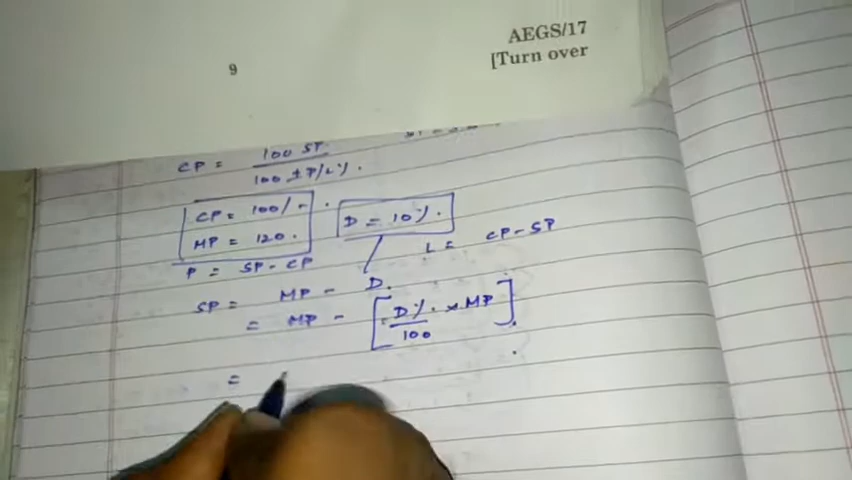 AEGS/17
9
[Turn over
CP = 100 SP
100 ± P/L%.
CP = 100/-
MP = 120.
D = 10%.
P = SP - CP
L = CP - SP
SP = MP - D.
= MP - [D%. × MP]
100
=